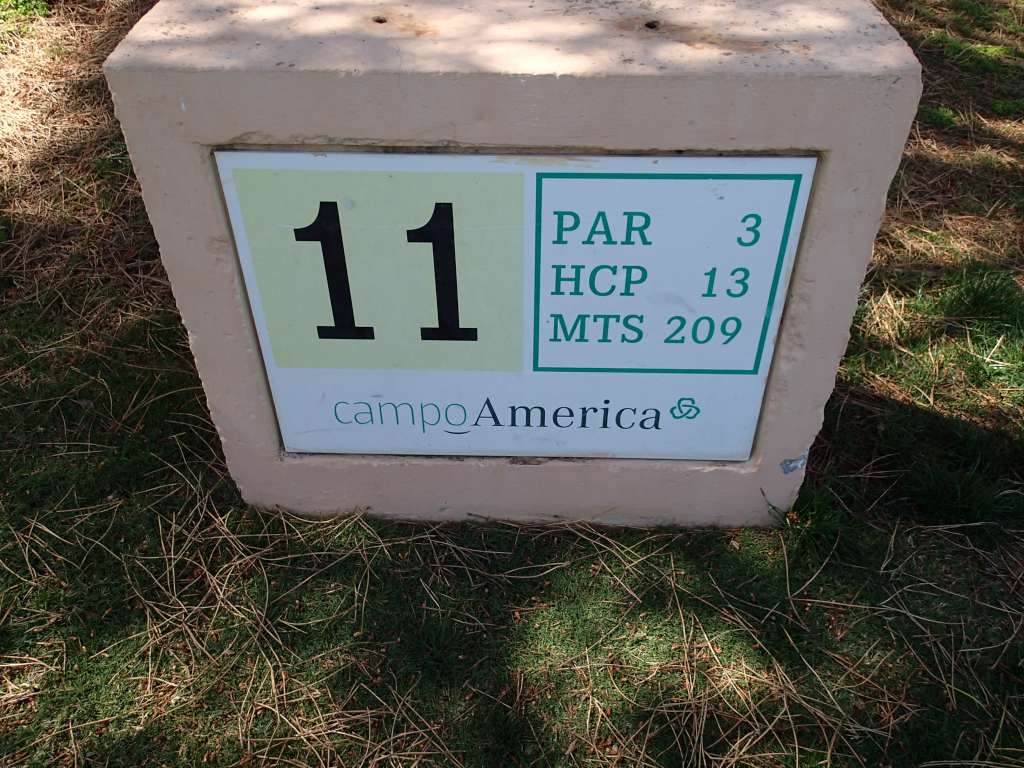 11
PAR 3
HCP 13
MTS 209
campoAmerica